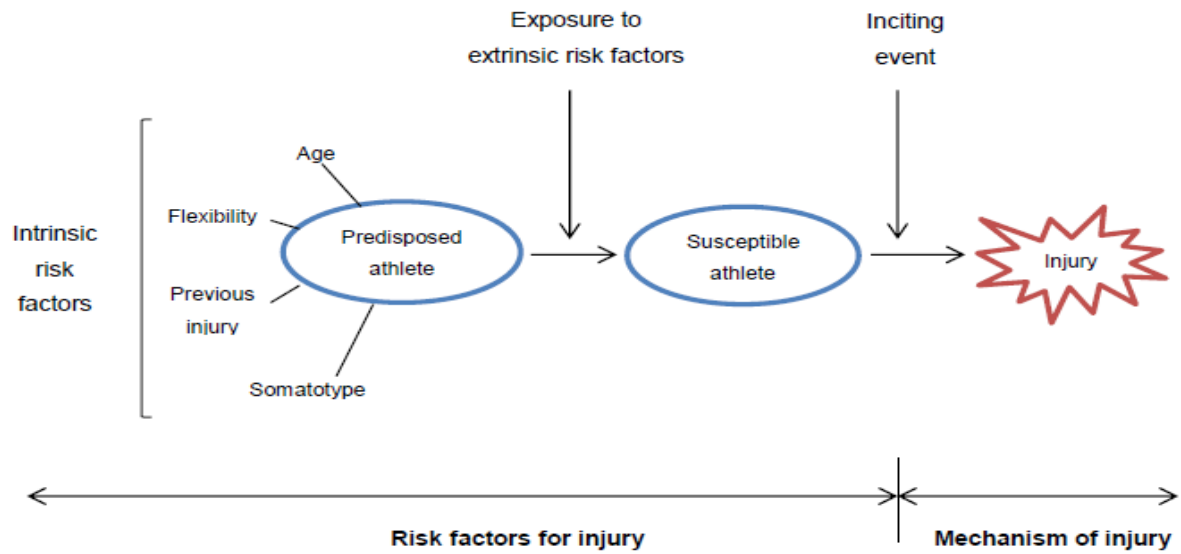 Exposure to
extrinsic risk factors
Inciting
event
Intrinsic
risk
factors
Age
Flexibility
Previous
injury
Somatotype
Predisposed
athlete
Susceptible
athlete
Injury
Risk factors for injury
Mechanism of injury